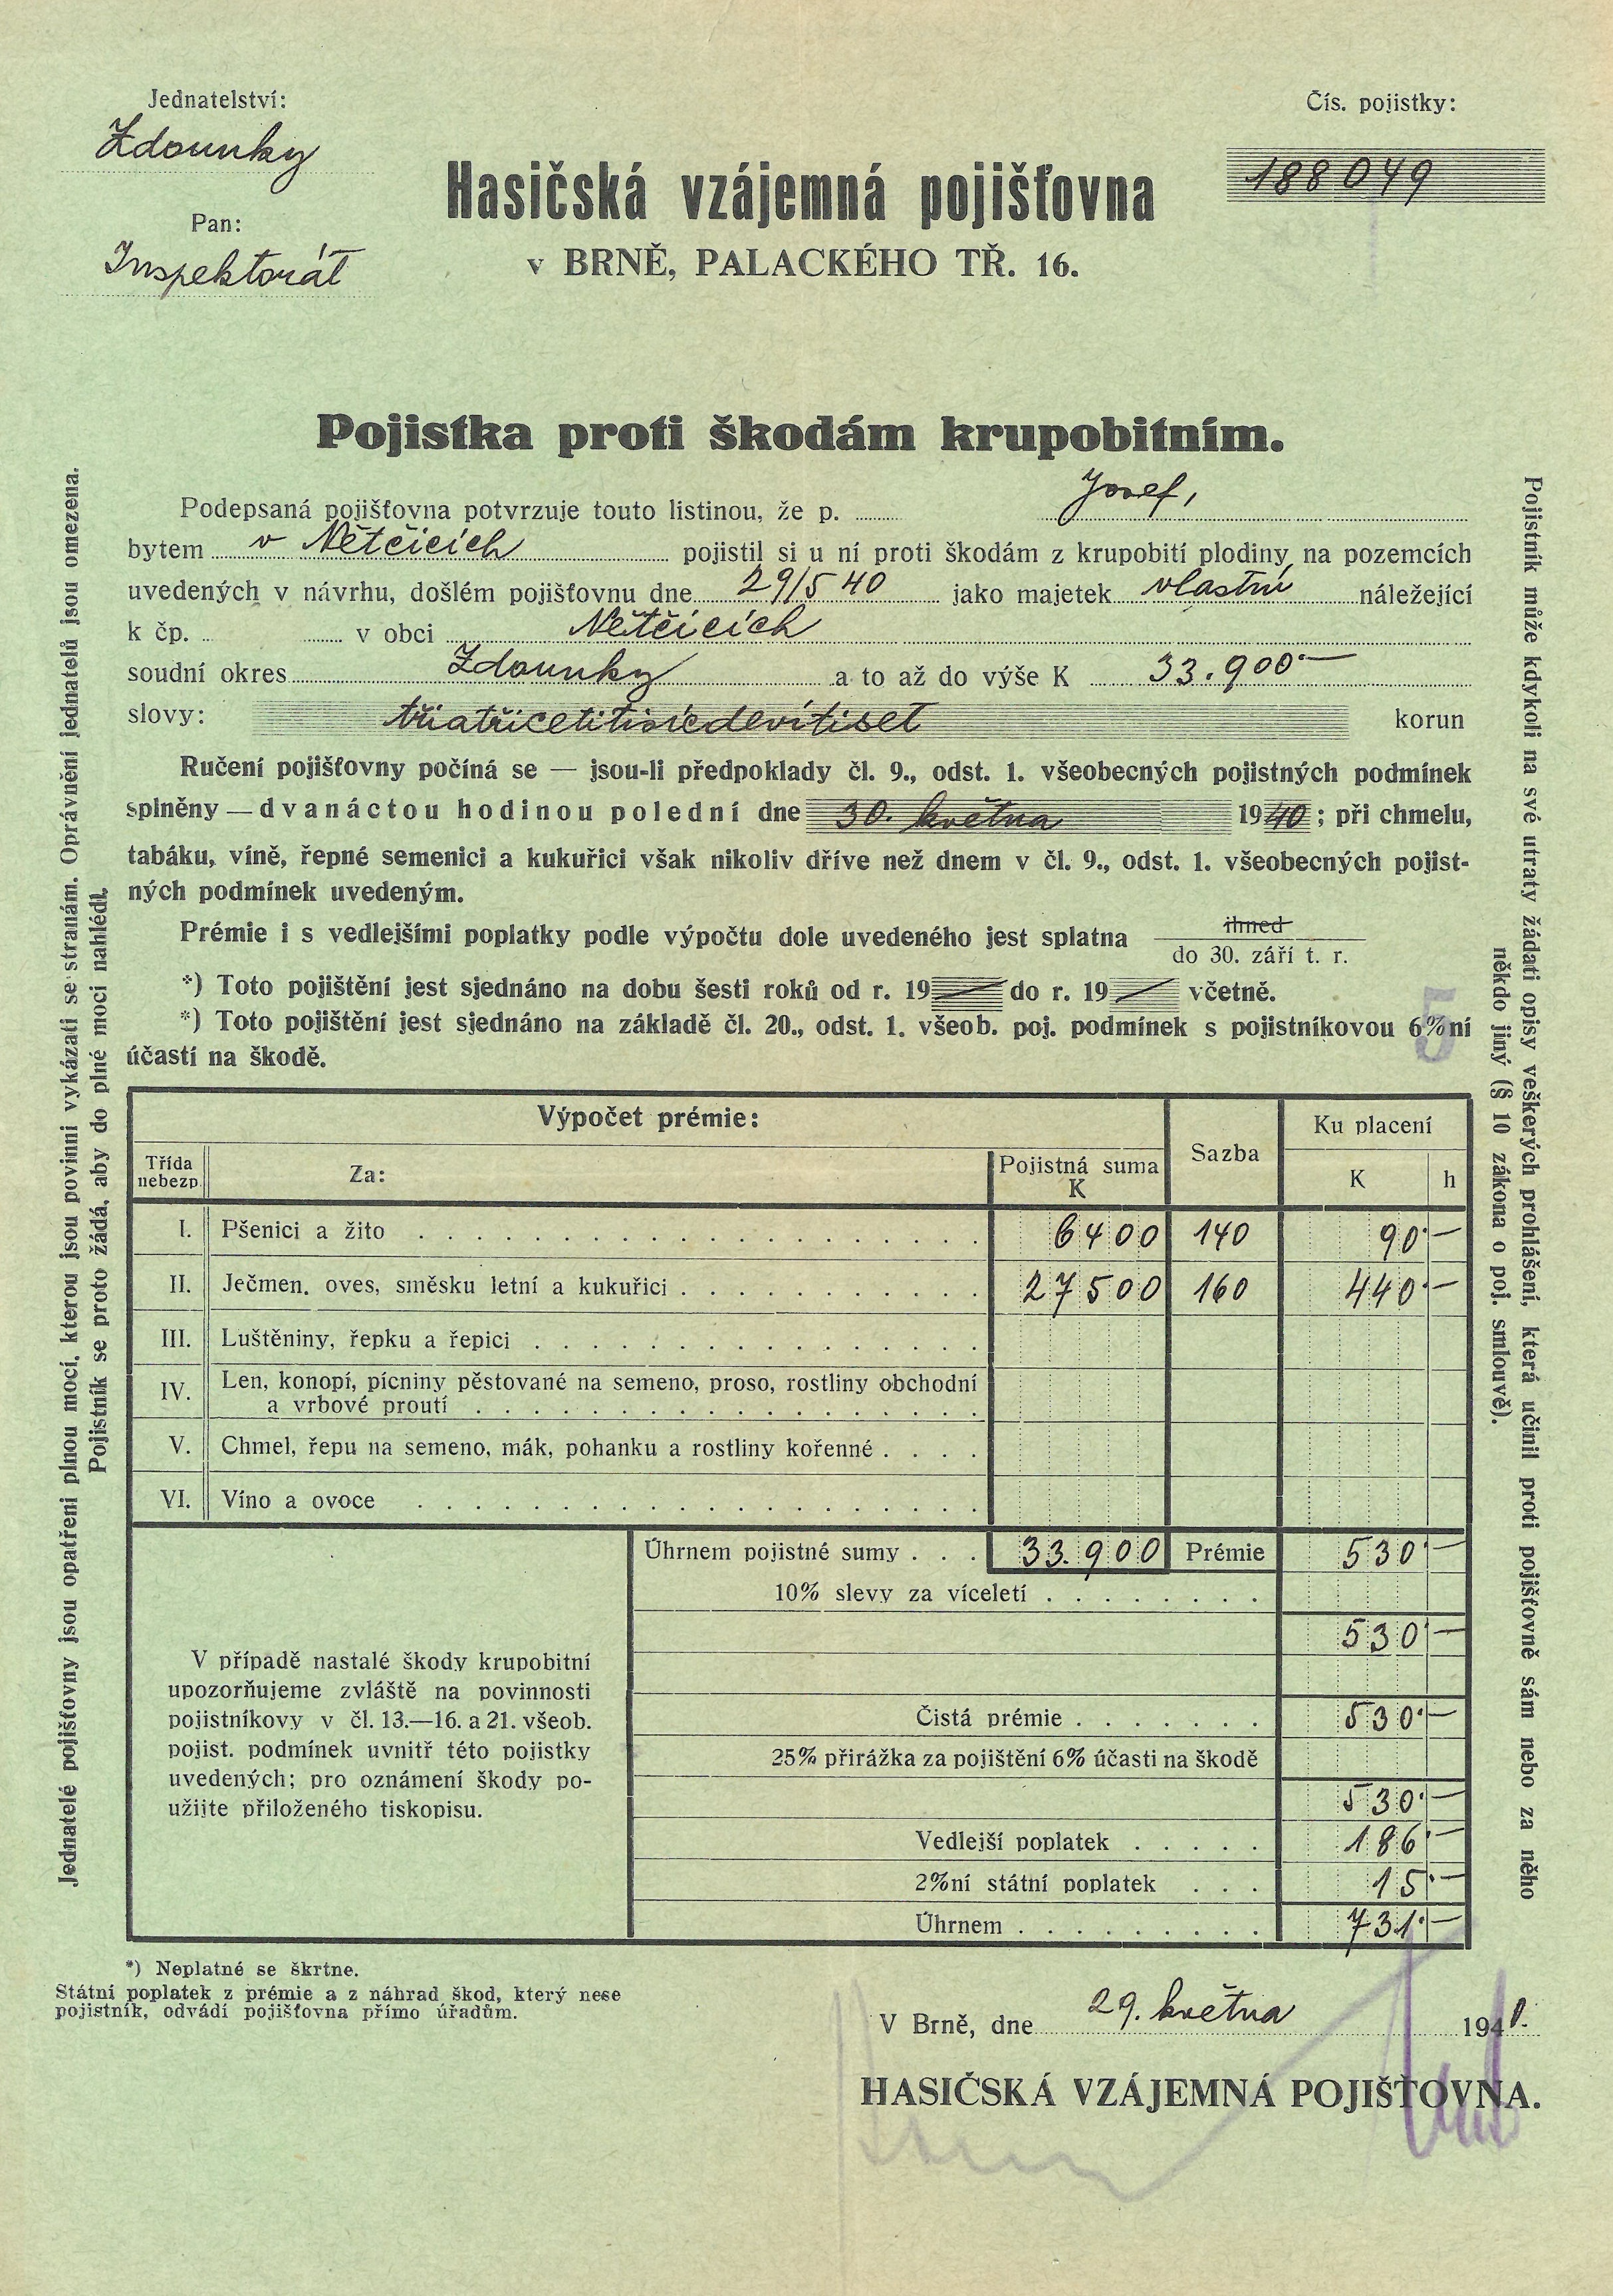 Jednatelství:
Zdounky
Pan:
Inspektorát
Čís. pojistky:
188049
Hasičská vzájemná pojišťovna
v BRNĚ, PALACKÉHO TŘ. 16.
Pojistka proti škodám krupobitním.
Podepsaná pojišťovna potvrzuje touto listinou, že p. Josef,
bytem v Nětčicích pojistil si u ní proti škodám z krupobití plodiny na pozemcích
uvedených v návrhu, došlém pojišťovnu dne 29/5 40 jako majetek vlastní náležející
k čp. v obci Nětčicích
soudní okres Zdounky a to až do výše K 33.900·—
slovy: třiatřicetitisícdevítiset korun
Ručení pojišťovny počíná se — jsou-li předpoklady čl. 9., odst. 1. všeobecných pojistných podmínek
splněny — dvanáctou hodinou polední dne 30. května 1940; při chmelu,
tabáku, víně, řepné semenici a kukuřici však nikoliv dříve než dnem v čl. 9., odst. 1. všeobecných pojist-
ných podmínek uvedeným.
Prémie i s vedlejšími poplatky podle výpočtu dole uvedeného jest splatna ihned
do 30. září t. r.
*) Toto pojištění jest sjednáno na dobu šesti roků od r. 19— do r. 19— včetně.
*) Toto pojištění jest sjednáno na základě čl. 20., odst. 1. všeob. poj. podmínek s pojistníkovou 6%ní
5
účastí na škodě.
Výpočet prémie:
Třída nebezp. Za: Pojistná suma K Sazba Ku placení K h
I. Pšenici a žito 6400 140 90·—
II. Ječmen, oves, směsku letní a kukuřici 27500 160 440·—
III. Luštěniny, řepku a řepici
IV. Len, konopí, pícniny pěstované na semeno, proso, rostliny obchodní
a vrbové proutí
V. Chmel, řepu na semeno, mák, pohanku a rostliny kořenné
VI. Víno a ovoce
Úhrnem pojistné sumy . . . 33.900 Prémie 530·—
10% slevy za víceletí
530·—
Čistá prémie 530·—
25% přirážka za pojištění 6% účasti na škodě
530·—
Vedlejší poplatek 186·—
2%ní státní poplatek 15·—
Úhrnem 731·—
V případě nastalé škody krupobitní
upozorňujeme zvláště na povinnosti
pojistníkovy v čl. 13.—16. a 21. všeob.
pojist. podmínek uvnitř této pojistky
uvedených; pro oznámení škody po-
užijte přiloženého tiskopisu.
*) Neplatné se škrtne.
Státní poplatek z prémie a z náhrad škod, který nese
pojistník, odvádí pojišťovna přímo úřadům.
V Brně, dne 29. května 1940.
HASIČSKÁ VZÁJEMNÁ POJIŠŤOVNA.
Jednatelé pojišťovny jsou opatřeni plnou mocí, kterou jsou povinni vykázati se stranám. Oprávnění jednatelů jsou omezena.
Pojistník se proto žádá, aby do plné moci nahlédl.
Pojistník může kdykoli na své útraty žádati opisy veškerých prohlášení, která učinil proti pojišťovně sám nebo za něho
někdo jiný (§ 10 zákona o poj. smlouvě).